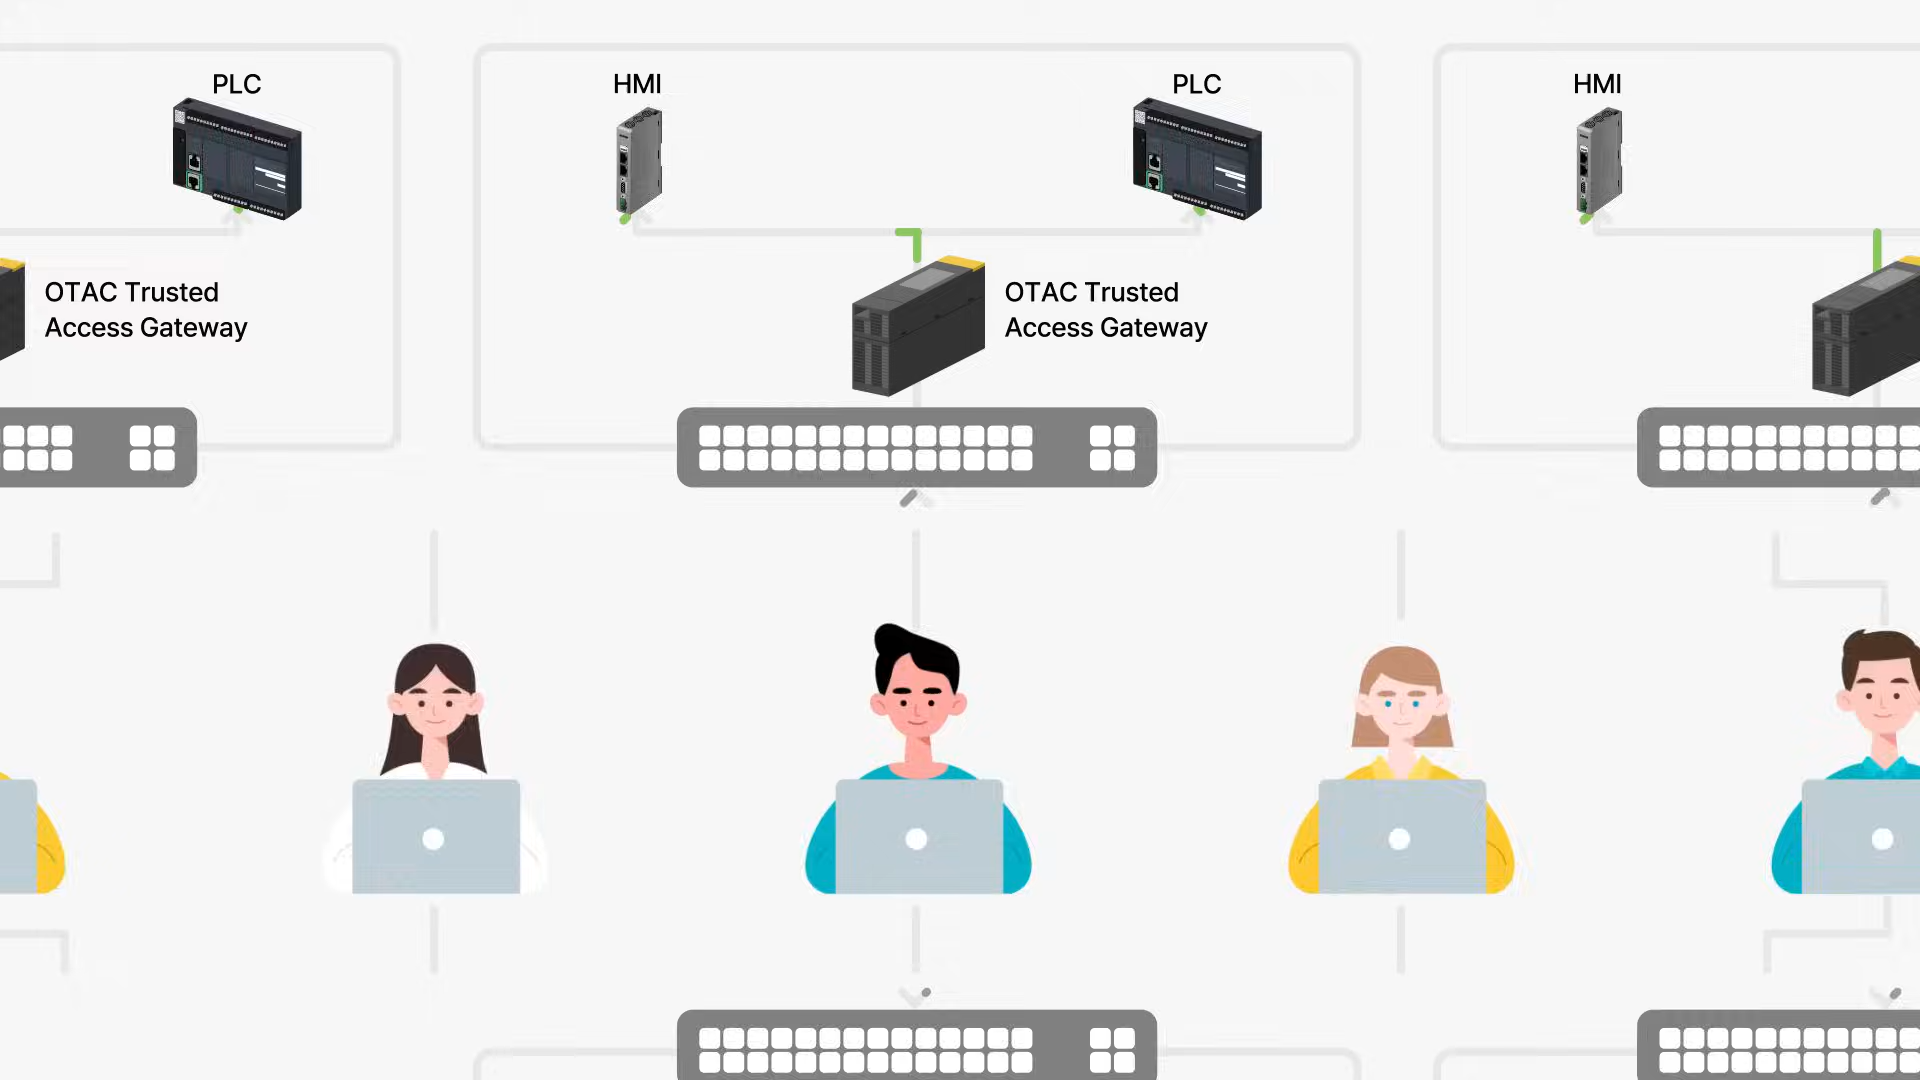 PLC
HMI
PLC
HMI
OTAC Trusted
Access Gateway
OTAC Trusted
Access Gateway